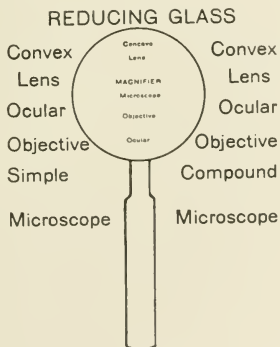 REDUCING GLASS
Convex Concave Convex
Lens Lens Lens
MAGNIFIER
Ocular Microscope Ocular
Objective
Objective Ocular Objective
Simple Compound
Microscope Microscope